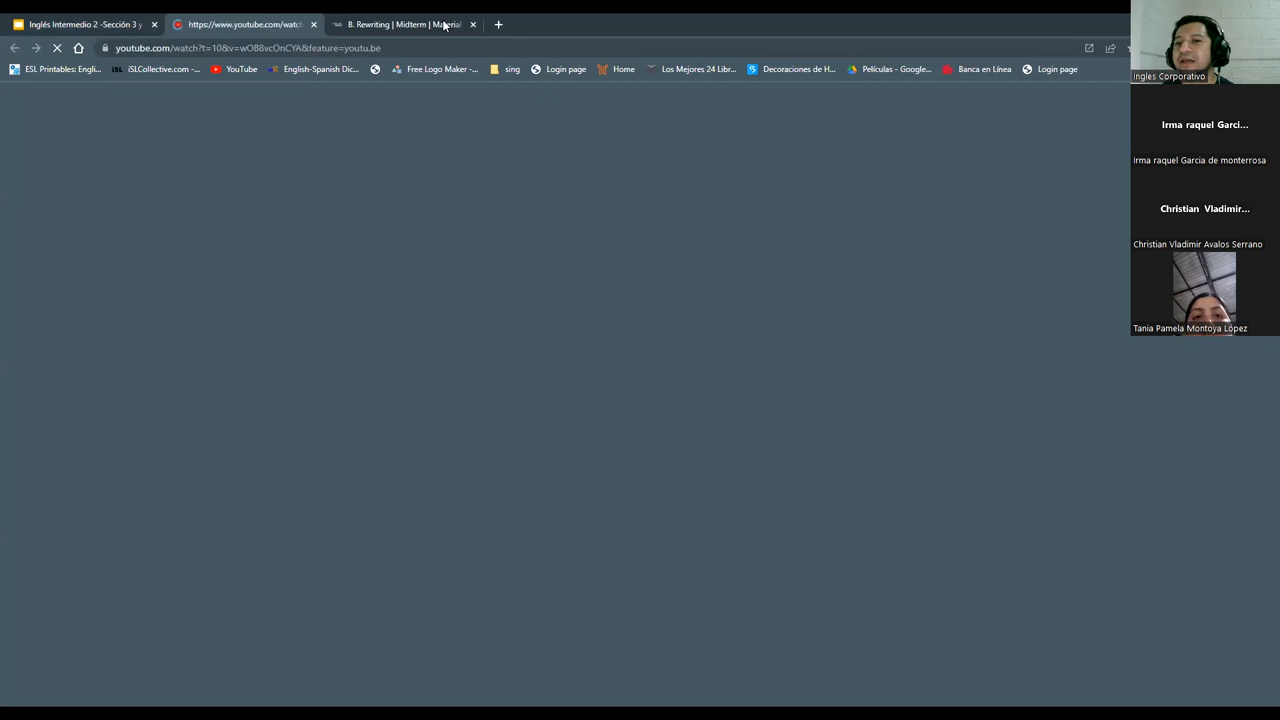 Inglés Intermedio 2 -Sección 3 y
https://www.youtube.com/watc
B. Rewriting | Midterm | Material
youtube.com/watch?t=10&v=wOB8vcOnCYA&feature=youtu.be
ESL Printables: Engli...
iSLCollective.com -...
YouTube
English-Spanish Dic...
Free Logo Maker -...
sing
Login page
Home
Los Mejores 24 Libr...
Decoraciones de H...
Películas - Google...
Banca en Línea
Login page
Ingles Corporativo
Irma raquel Garci...
Irma raquel Garcia de monterrosa
Christian Vladimir...
Christian Vladimir Avalos Serrano
Tania Pamela Montoya López